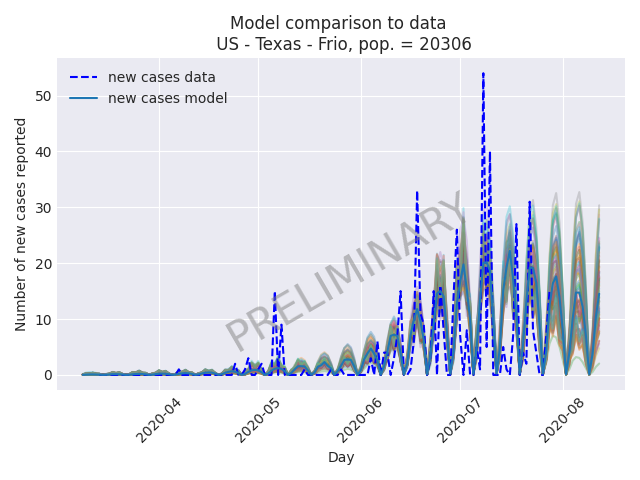 Model comparison to data
US - Texas - Frio, pop. = 20306
new cases data
new cases model
Number of new cases reported
50
40
30
20
10
0
PRELIMINARY
2020-04
2020-05
2020-06
2020-07
2020-08
Day